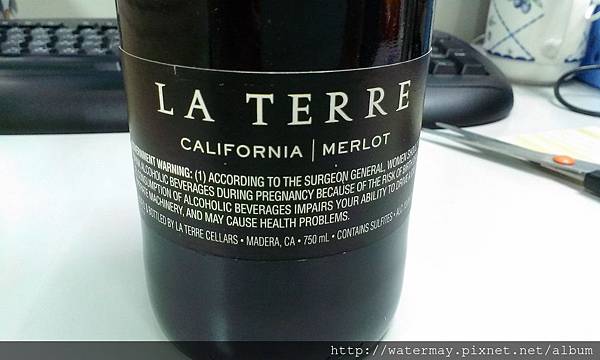 LA TERRE
CALIFORNIA | MERLOT
WARNING: (1) ACCORDING TO THE SURGEON GENERAL, WOMEN
ALCOHOLIC BEVERAGES DURING PREGNANCY BECAUSE OF THE RISK OF
OF ALCOHOLIC BEVERAGES IMPAIRS YOUR ABILITY TO
MACHINERY, AND MAY CAUSE HEALTH PROBLEMS.
BOTTLED BY LA TERRE CELLARS • MADERA, CA • 750 mL • CONTAINS SULFITES •
http://watermay.pixnet.net/album